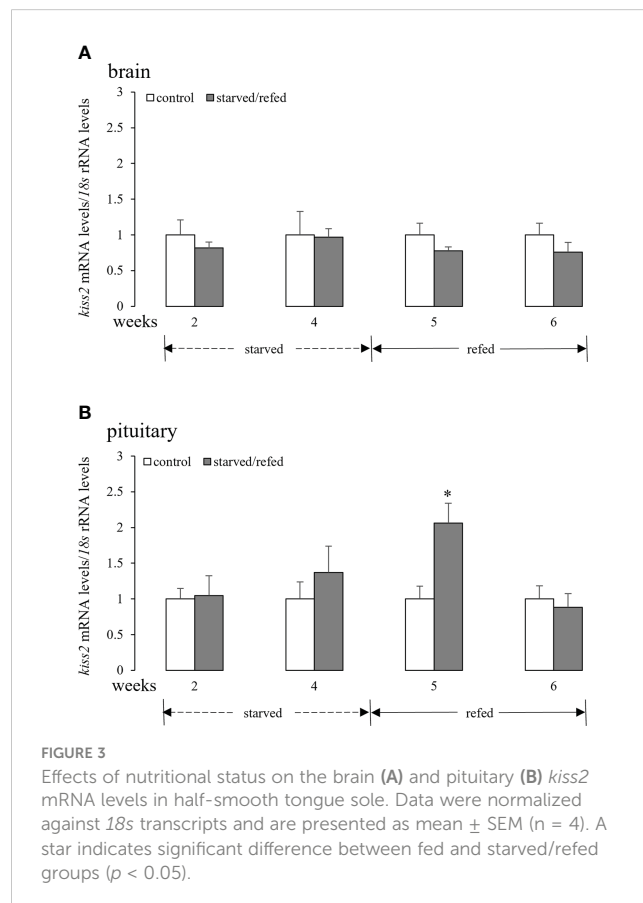 A
brain
control starved/refed
kiss2 mRNA levels/18s rRNA levels
3
2.5
2
1.5
1
0.5
0
weeks 2 4 5 6
starved refed
B
pituitary
control starved/refed
kiss2 mRNA levels/18s rRNA levels
3
2.5
2
1.5
1
0.5
0
*
weeks 2 4 5 6
starved refed
FIGURE 3
Effects of nutritional status on the brain (A) and pituitary (B) kiss2
mRNA levels in half-smooth tongue sole. Data were normalized
against 18s transcripts and are presented as mean ± SEM (n = 4). A
star indicates significant difference between fed and starved/refed
groups (p < 0.05).